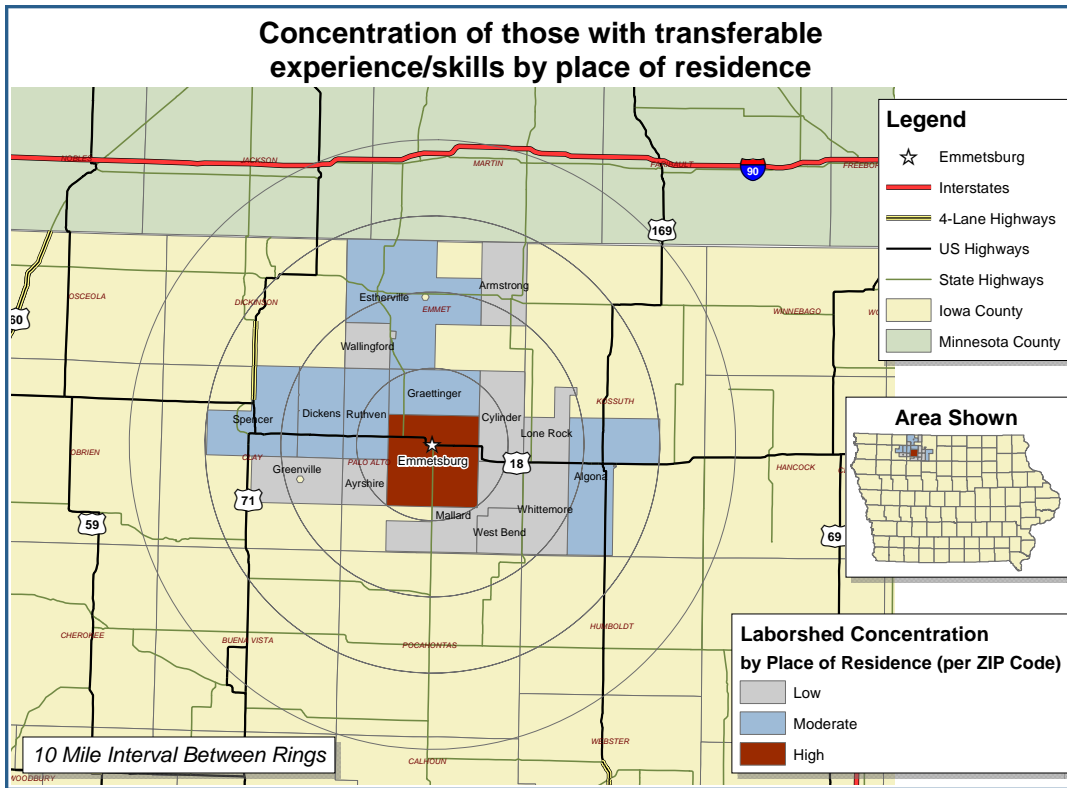 Concentration of those with transferable
experience/skills by place of residence
Legend
Emmetsburg
Interstates
4-Lane Highways
US Highways
State Highways
Iowa County
Minnesota County
NOBLES
JACKSON
MARTIN
FARIBAULT
FREEBOR
90
169
OSCEOLA
DICKINSON
EMMET
WINNEBAGO
WO
60
Estherville
Armstrong
Wallingford
Graettinger
KOSSUTH
Spencer
Dickens
Ruthven
Cylinder
Lone Rock
OBRIEN
CLAY
PALO ALTO
Emmetsburg
18
HANCOCK
Greenville
Ayrshire
Algona
71
59
Mallard
Whittemore
West Bend
69
Area Shown
CHEROKEE
BUENA VISTA
POCAHONTAS
HUMBOLDT
WEBSTER
CALHOUN
WOODBURY
Laborshed Concentration
by Place of Residence (per ZIP Code)
Low
Moderate
High
10 Mile Interval Between Rings